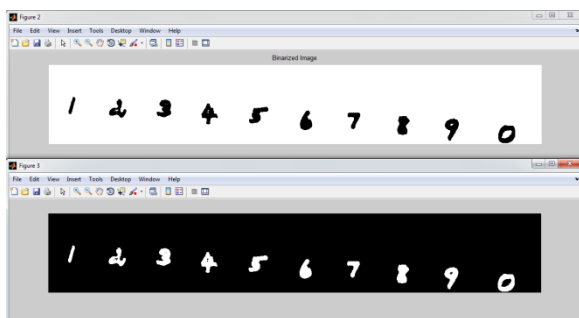 Figure 2
File Edit View Insert Tools Desktop Window Help
Binarized Image
1 2 3 4 5 6 7 8 9 0
Figure 3
File Edit View Insert Tools Desktop Window Help
1 2 3 4 5 6 7 8 9 0